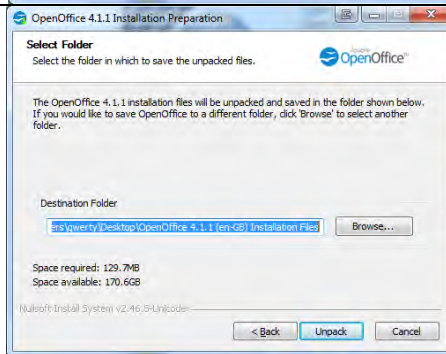 OpenOffice 4.1.1 Installation Preparation
Select Folder
Select the folder in which to save the unpacked files.
Apache
OpenOffice™
The OpenOffice 4.1.1 installation files will be unpacked and saved in the folder shown below.
If you would like to save OpenOffice to a different folder, click 'Browse' to select another
folder.
Destination Folder
ers\qwerty\Desktop\OpenOffice 4.1.1 (en-GB) Installation Files
Browse...
Space required: 129.7MB
Space available: 170.6GB
Nullsoft Install System v2.46.5-Unicode
< Back
Unpack
Cancel